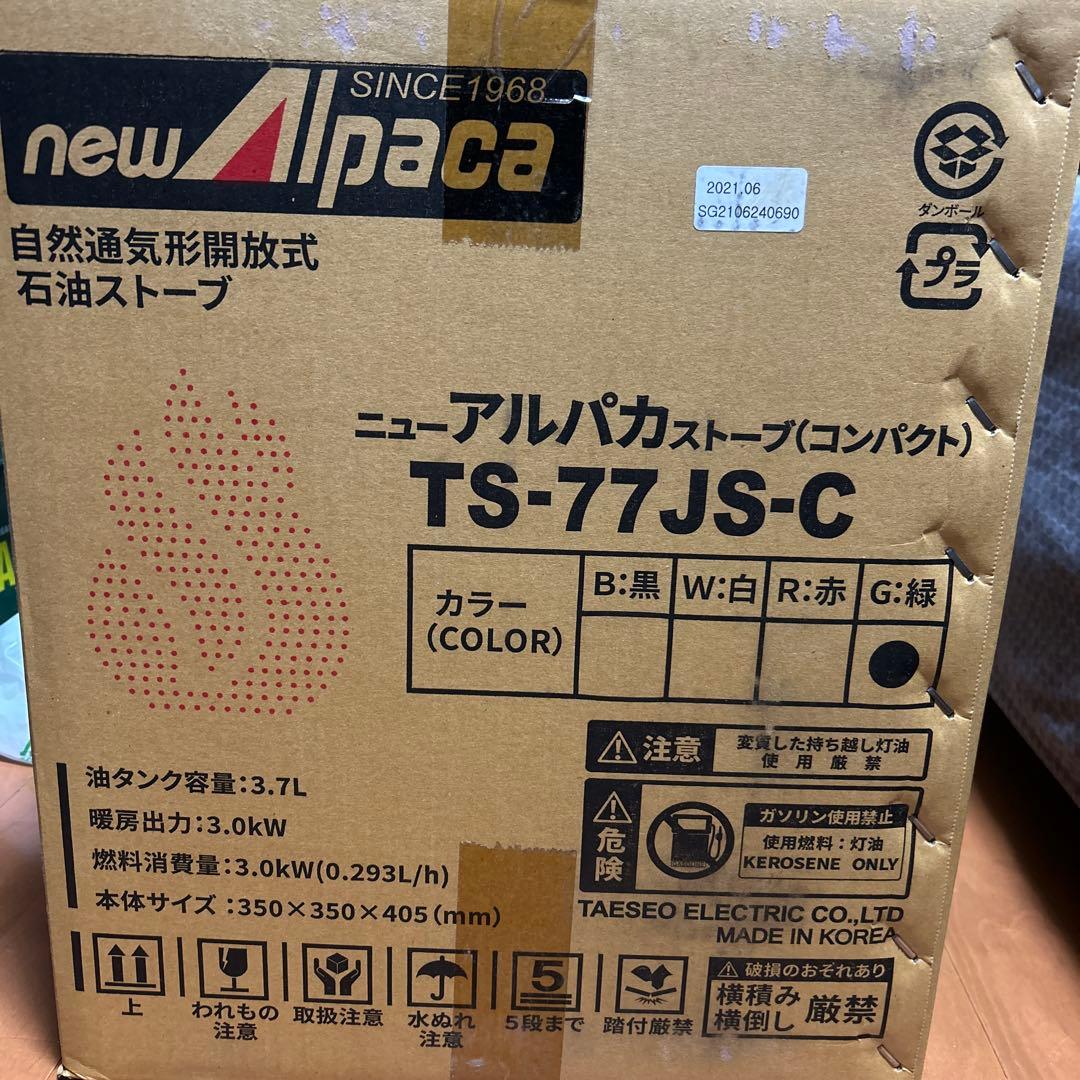 SINCE1968
new Alpaca
2021.06
SG2106240690
ダンボール
プラ
自然通気形開放式
石油ストーブ
ニューアルパカストーブ(コンパクト)
TS-77JS-C
カラー
(COLOR)
B:黒 W:白 R:赤 G:緑
注意
変質した持ち越し灯油
使用厳禁
危険
GASOLINE
ガソリン使用禁止
使用燃料:灯油
KEROSENE ONLY
油タンク容量:3.7L
暖房出力:3.0kW
燃料消費量:3.0kW(0.293L/h)
本体サイズ:350×350×405(mm)
TAESEO ELECTRIC CO.,LTD
MADE IN KOREA
上
われもの
注意
取扱注意
水ぬれ
注意
5
5段まで
踏付厳禁
破損のおぞれあり
横積み
横倒し
厳禁